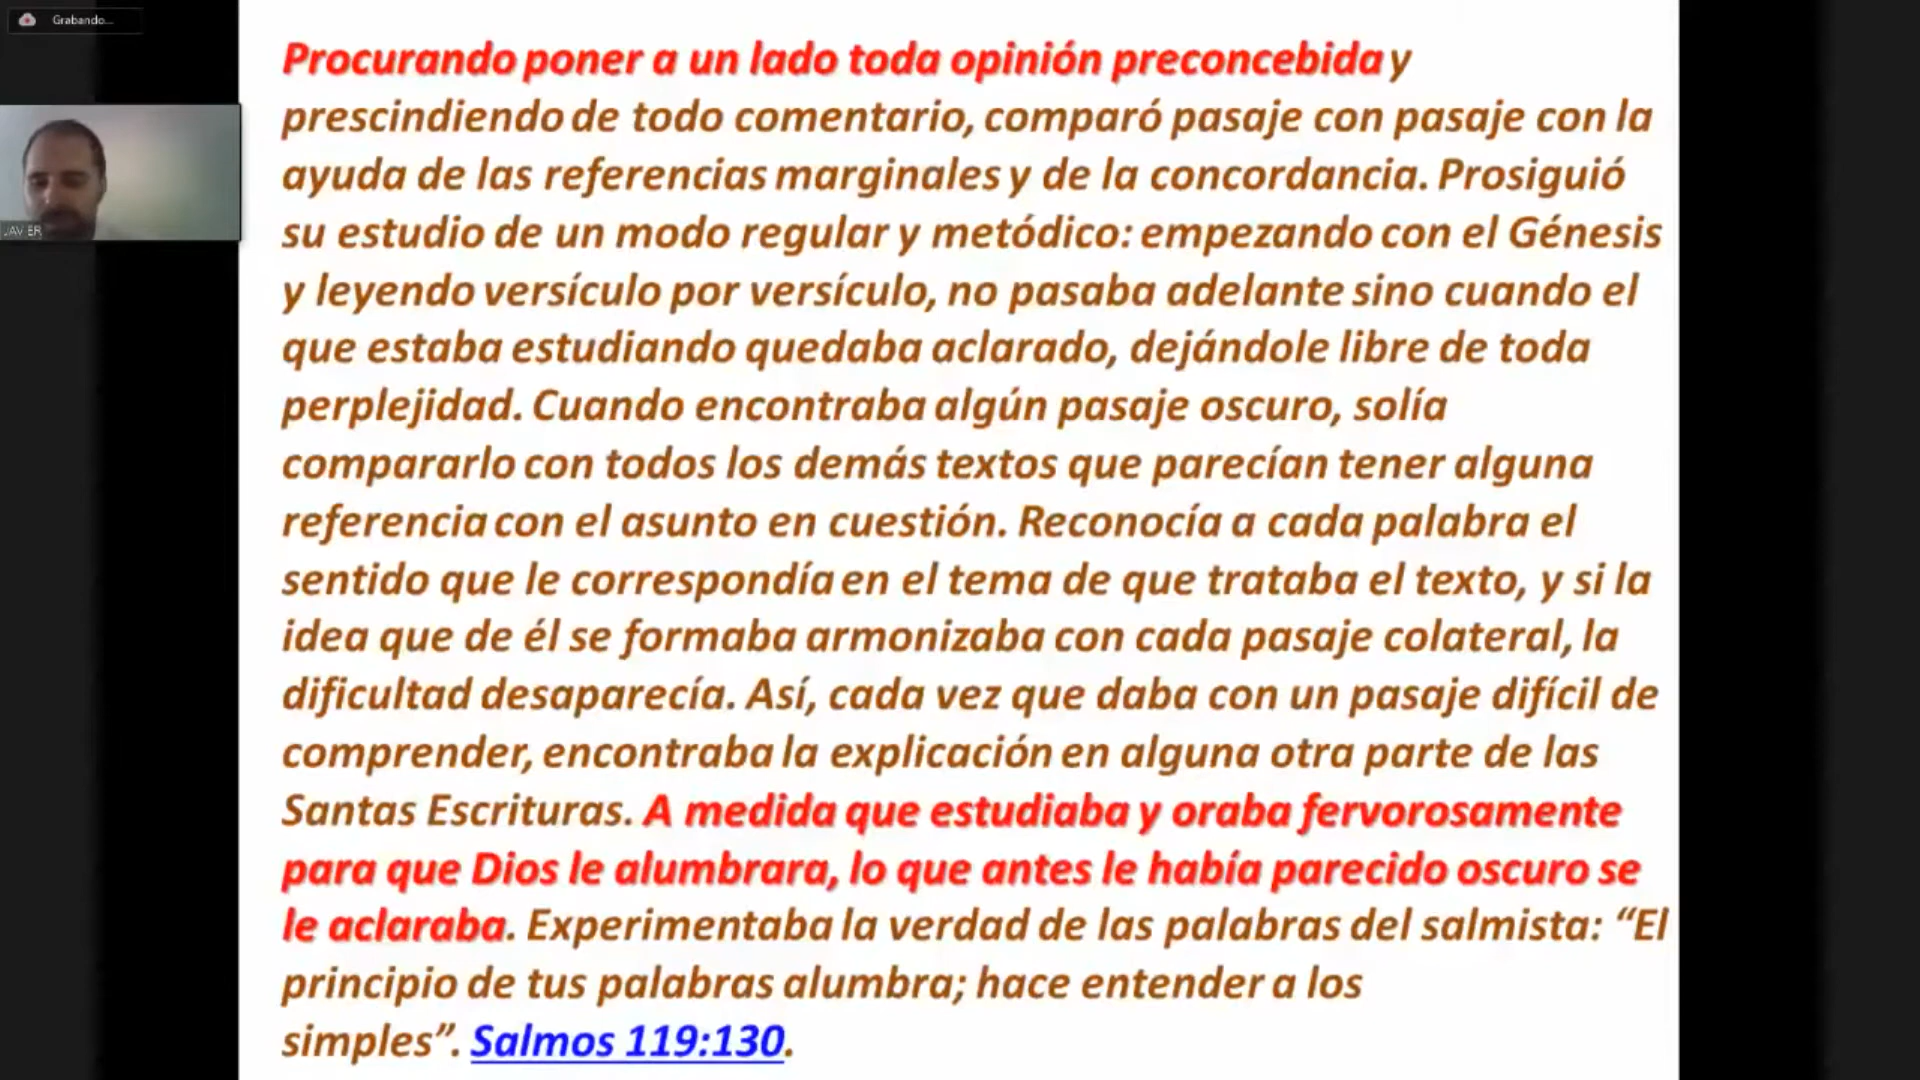 Grabando...
Procurando poner a un lado toda opinión preconcebida y
prescindiendo de todo comentario, comparó pasaje con pasaje con la
ayuda de las referencias marginales y de la concordancia. Prosiguió
su estudio de un modo regular y metódico: empezando con el Génesis
y leyendo versículo por versículo, no pasaba adelante sino cuando el
que estaba estudiando quedaba aclarado, dejándole libre de toda
perplejidad. Cuando encontraba algún pasaje oscuro, solía
compararlo con todos los demás textos que parecían tener alguna
referencia con el asunto en cuestión. Reconocía a cada palabra el
sentido que le correspondía en el tema de que trataba el texto, y si la
idea que de él se formaba armonizaba con cada pasaje colateral, la
dificultad desaparecía. Así, cada vez que daba con un pasaje difícil de
comprender, encontraba la explicación en alguna otra parte de las
Santas Escrituras. A medida que estudiaba y oraba fervorosamente
para que Dios le alumbrara, lo que antes le había parecido oscuro se
le aclaraba. Experimentaba la verdad de las palabras del salmista: “El
principio de tus palabras alumbra; hace entender a los
simples”. Salmos 119:130.
JAVIER